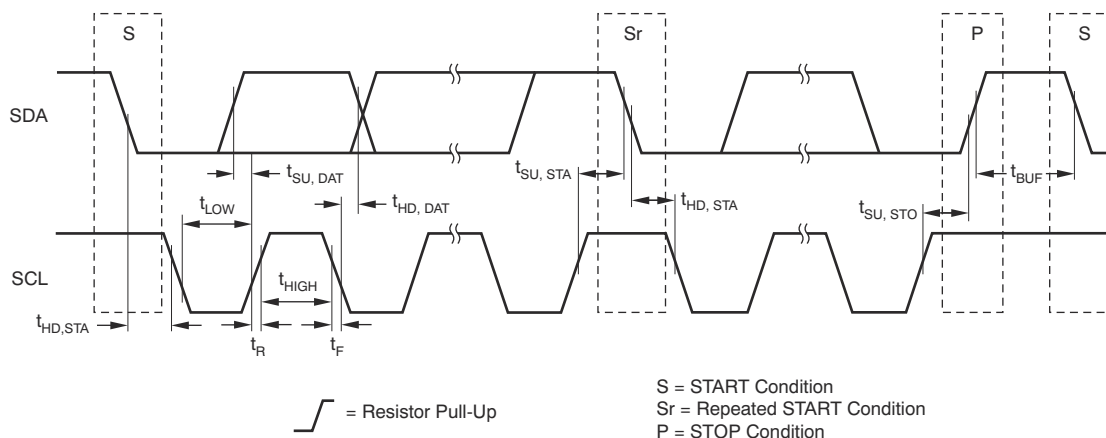 S
Sr
P
S
SDA
tSU, DAT
tSU, STA
tBUF
tLOW
tHD, DAT
tHD, STA
tSU, STO
SCL
tHIGH
tHD,STA
tR
tF
= Resistor Pull-Up
S = START Condition
Sr = Repeated START Condition
P = STOP Condition